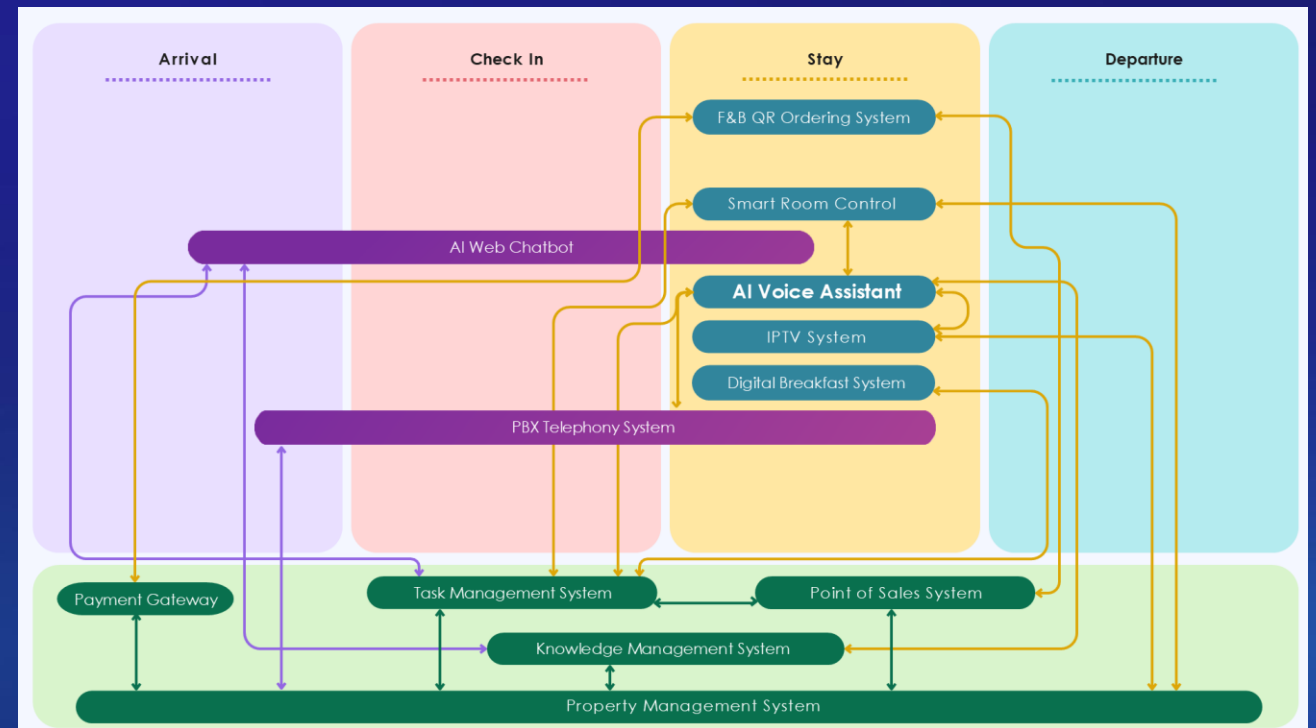 Arrival
Check In
Stay
Departure
F&B QR Ordering System
Smart Room Control
AI Web Chatbot
AI Voice Assistant
IPTV System
Digital Breakfast System
PBX Telephony System
Payment Gateway
Task Management System
Point of Sales System
Knowledge Management System
Property Management System